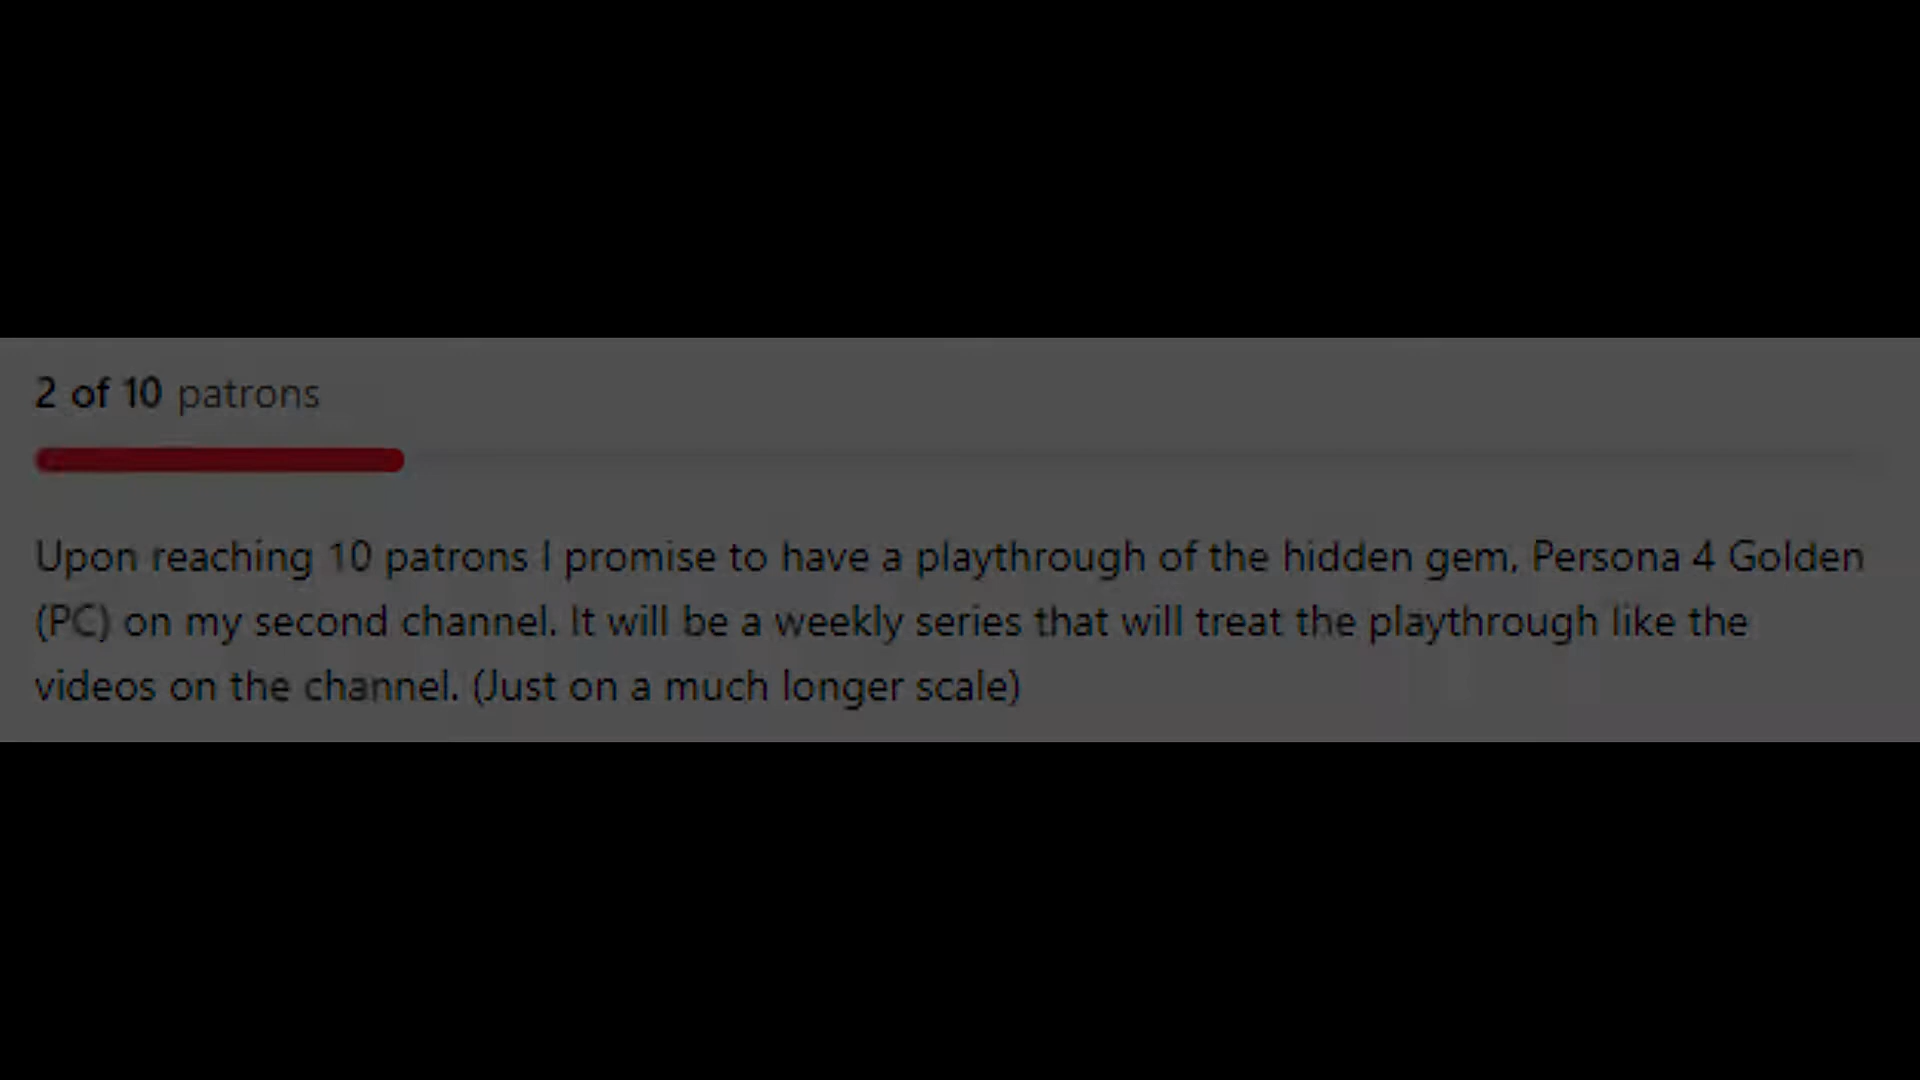 2 of 10 patrons
Upon reaching 10 patrons I promise to have a playthrough of the hidden gem, Persona 4 Golden
(PC) on my second channel. It will be a weekly series that will treat the playthrough like the
videos on the channel. (Just on a much longer scale)